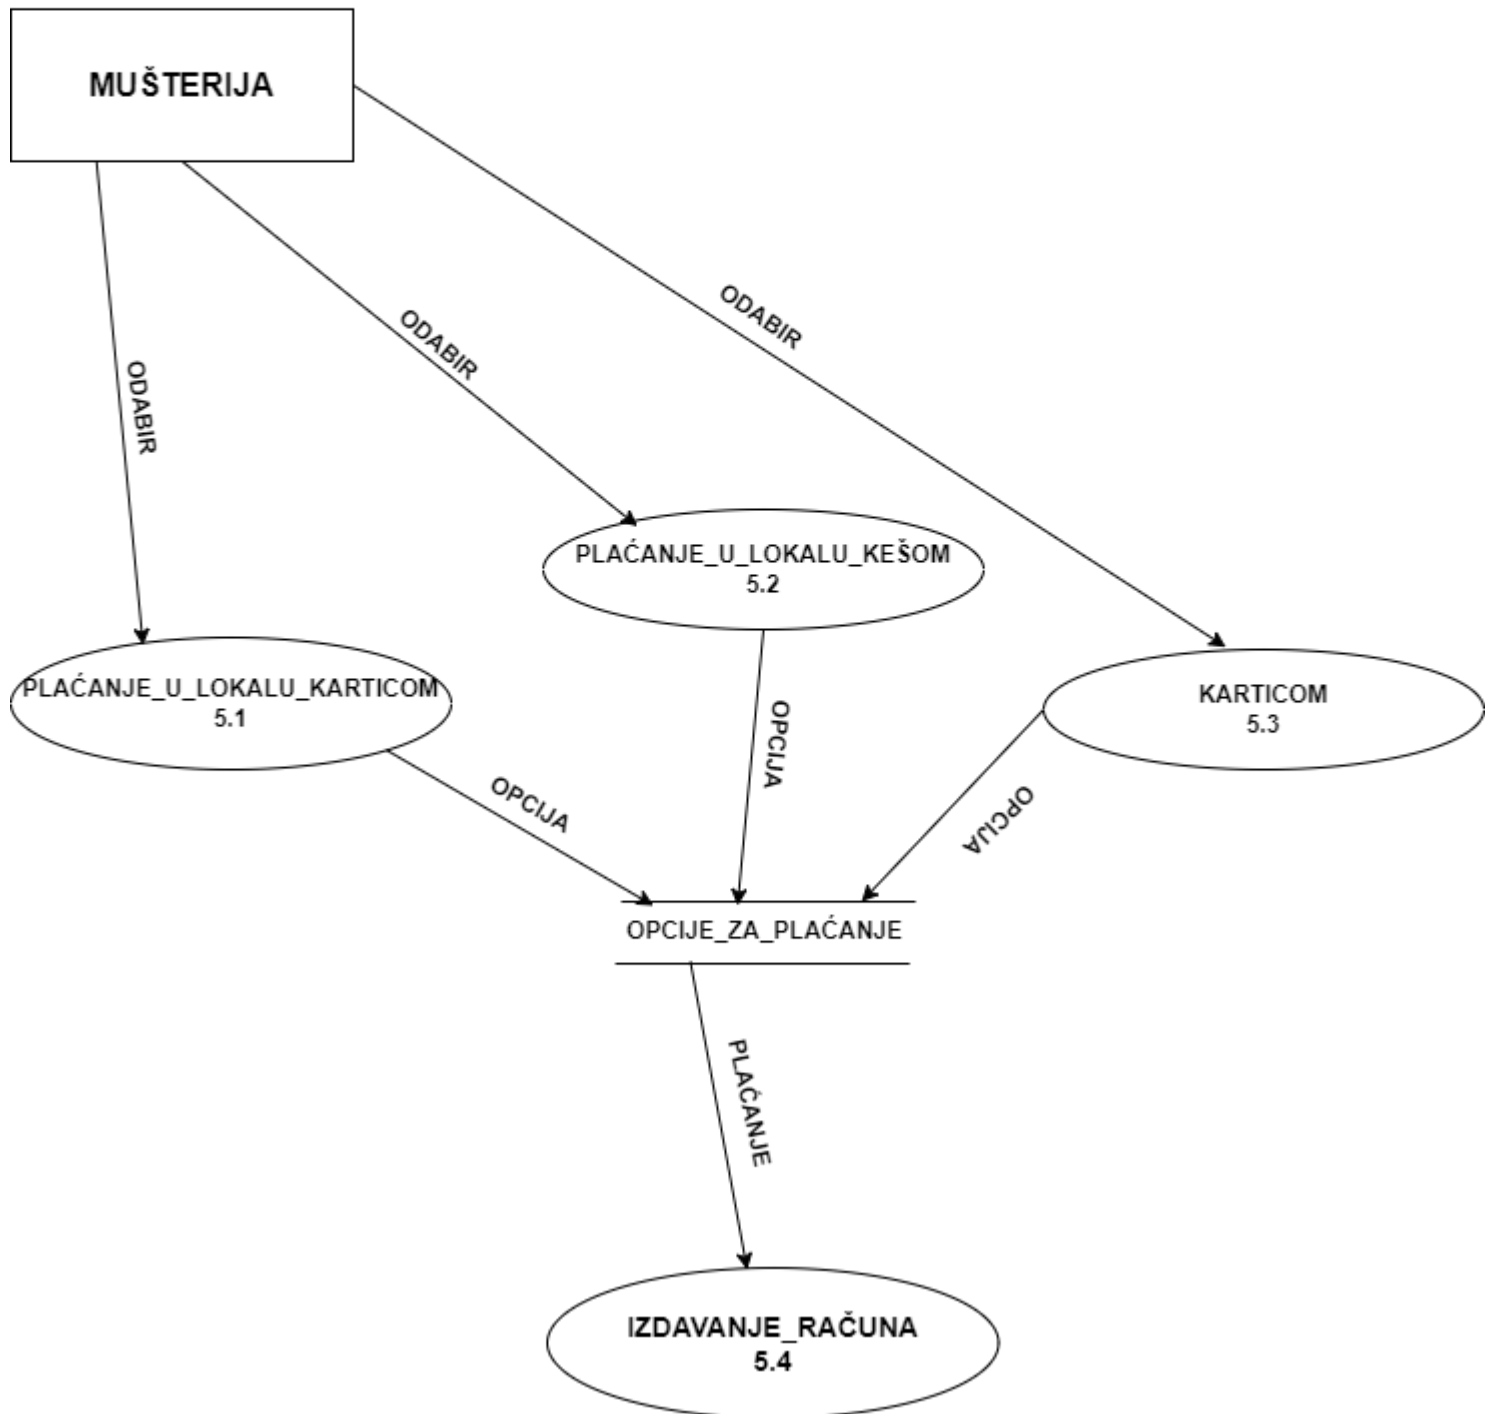 MUŠTERIJA
ODABIR
ODABIR
ODABIR
PLAĆANJE_U_LOKALU_KEŠOM
5.2
PLAĆANJE_U_LOKALU_KARTICOM
5.1
KARTICOM
5.3
OPCIJA
OPCIJA
OPCIJA
OPCIJE_ZA_PLAĆANJE
PLAĆANJE
IZDAVANJE_RAČUNA
5.4